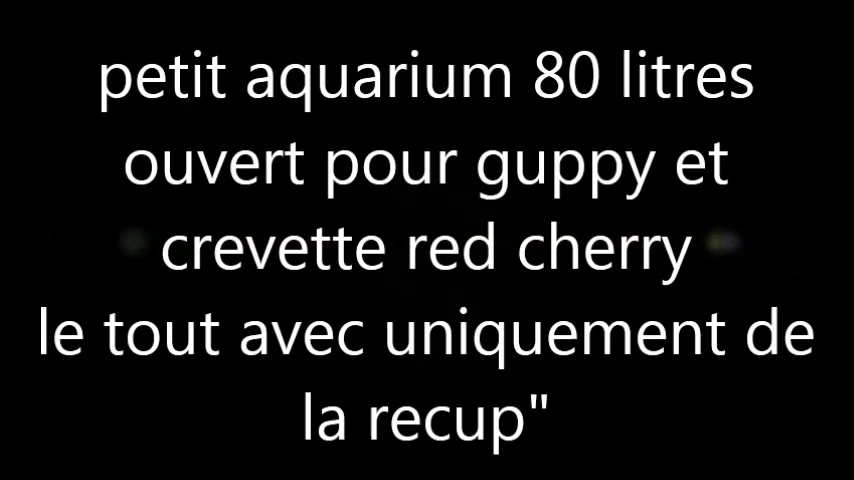 petit aquarium 80 litres
ouvert pour guppy et
crevette red cherry
le tout avec uniquement de
la recup"